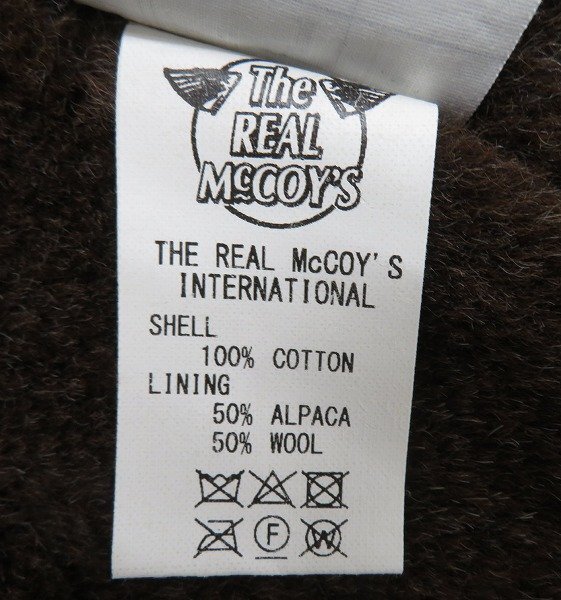 The
REAL
McCOY'S
THE REAL McCOY'S
INTERNATIONAL
SHELL
100% COTTON
LINING
50% ALPACA
50% WOOL
F W